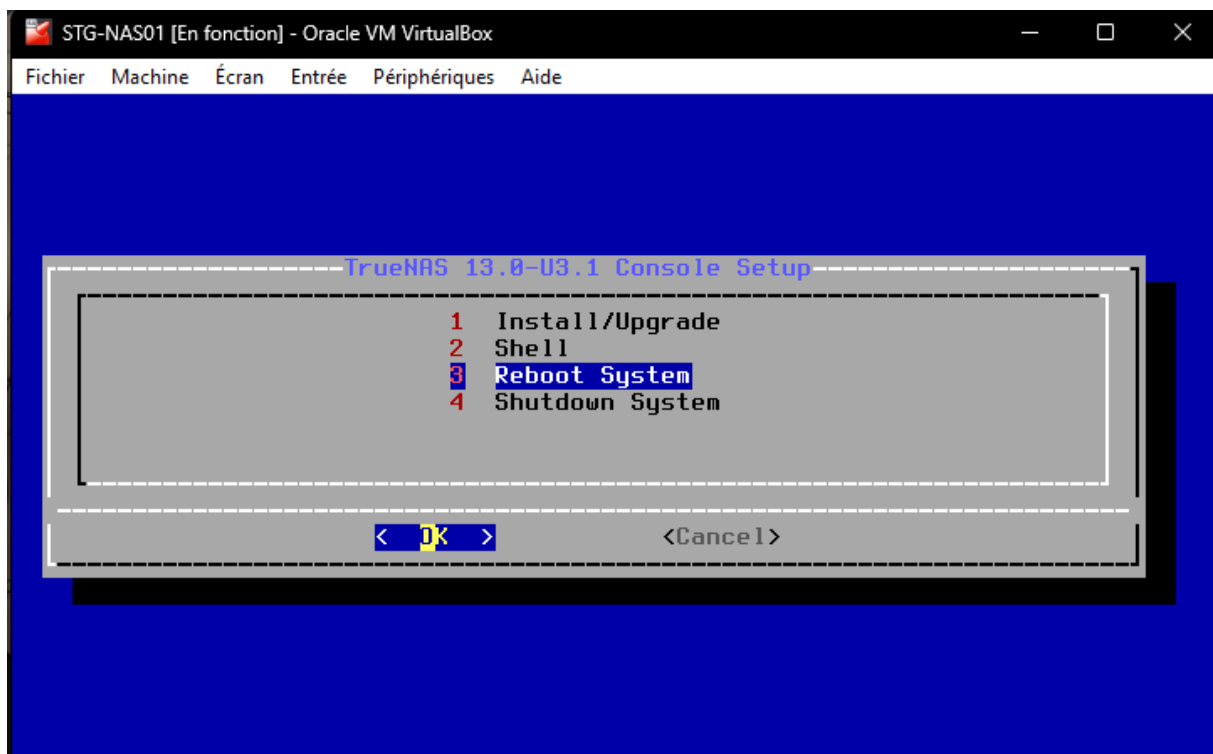 STG-NAS01 [En fonction] - Oracle VM VirtualBox
Fichier Machine Écran Entrée Périphériques Aide
TrueNAS 13.0-U3.1 Console Setup
1 Install/Upgrade
2 Shell
3 Reboot System
4 Shutdown System
< OK > <Cancel>